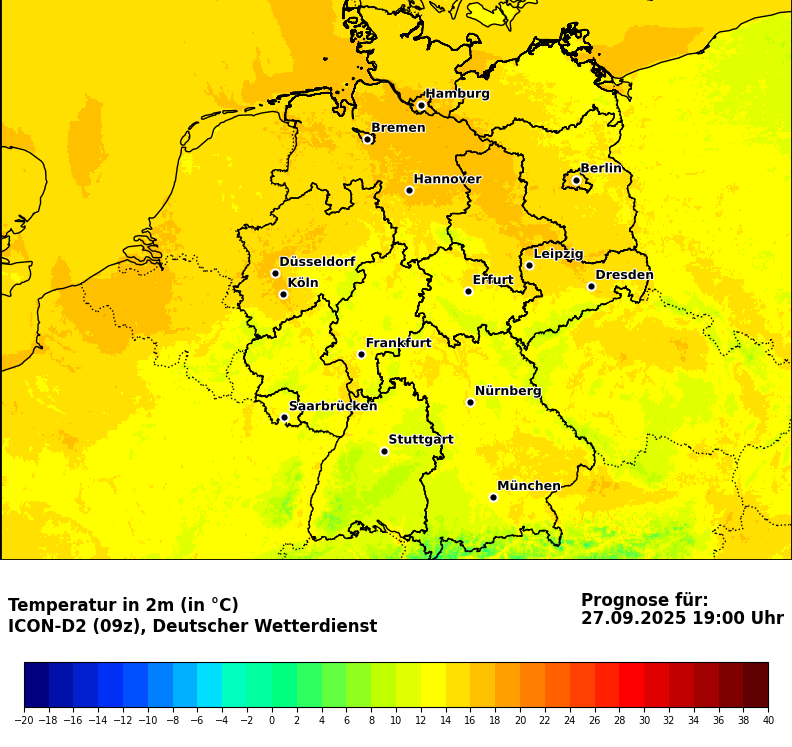 Hamburg
Bremen
Berlin
Hannover
Leipzig
Düsseldorf
Dresden
Köln
Erfurt
Frankfurt
Nürnberg
Saarbrücken
Stuttgart
München
Temperatur in 2m (in °C)
ICON-D2 (09z), Deutscher Wetterdienst
Prognose für:
27.09.2025 19:00 Uhr
−20 −18 −16 −14 −12 −10 −8 −6 −4 −2 0 2 4 6 8 10 12 14 16 18 20 22 24 26 28 30 32 34 36 38 40